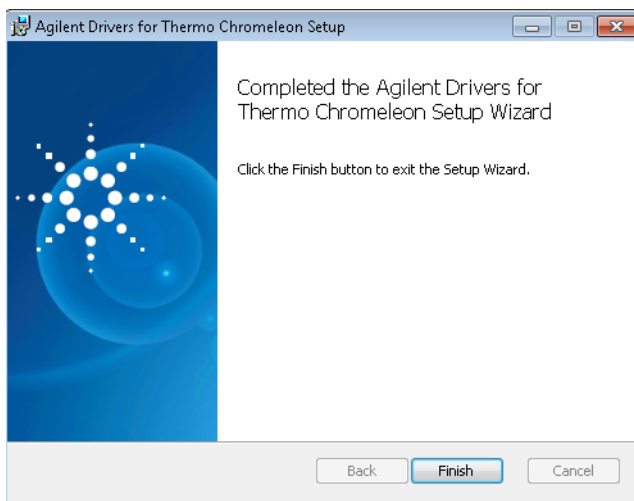 Agilent Drivers for Thermo Chromeleon Setup
Completed the Agilent Drivers for
Thermo Chromeleon Setup Wizard
Click the Finish button to exit the Setup Wizard.
Back Finish Cancel